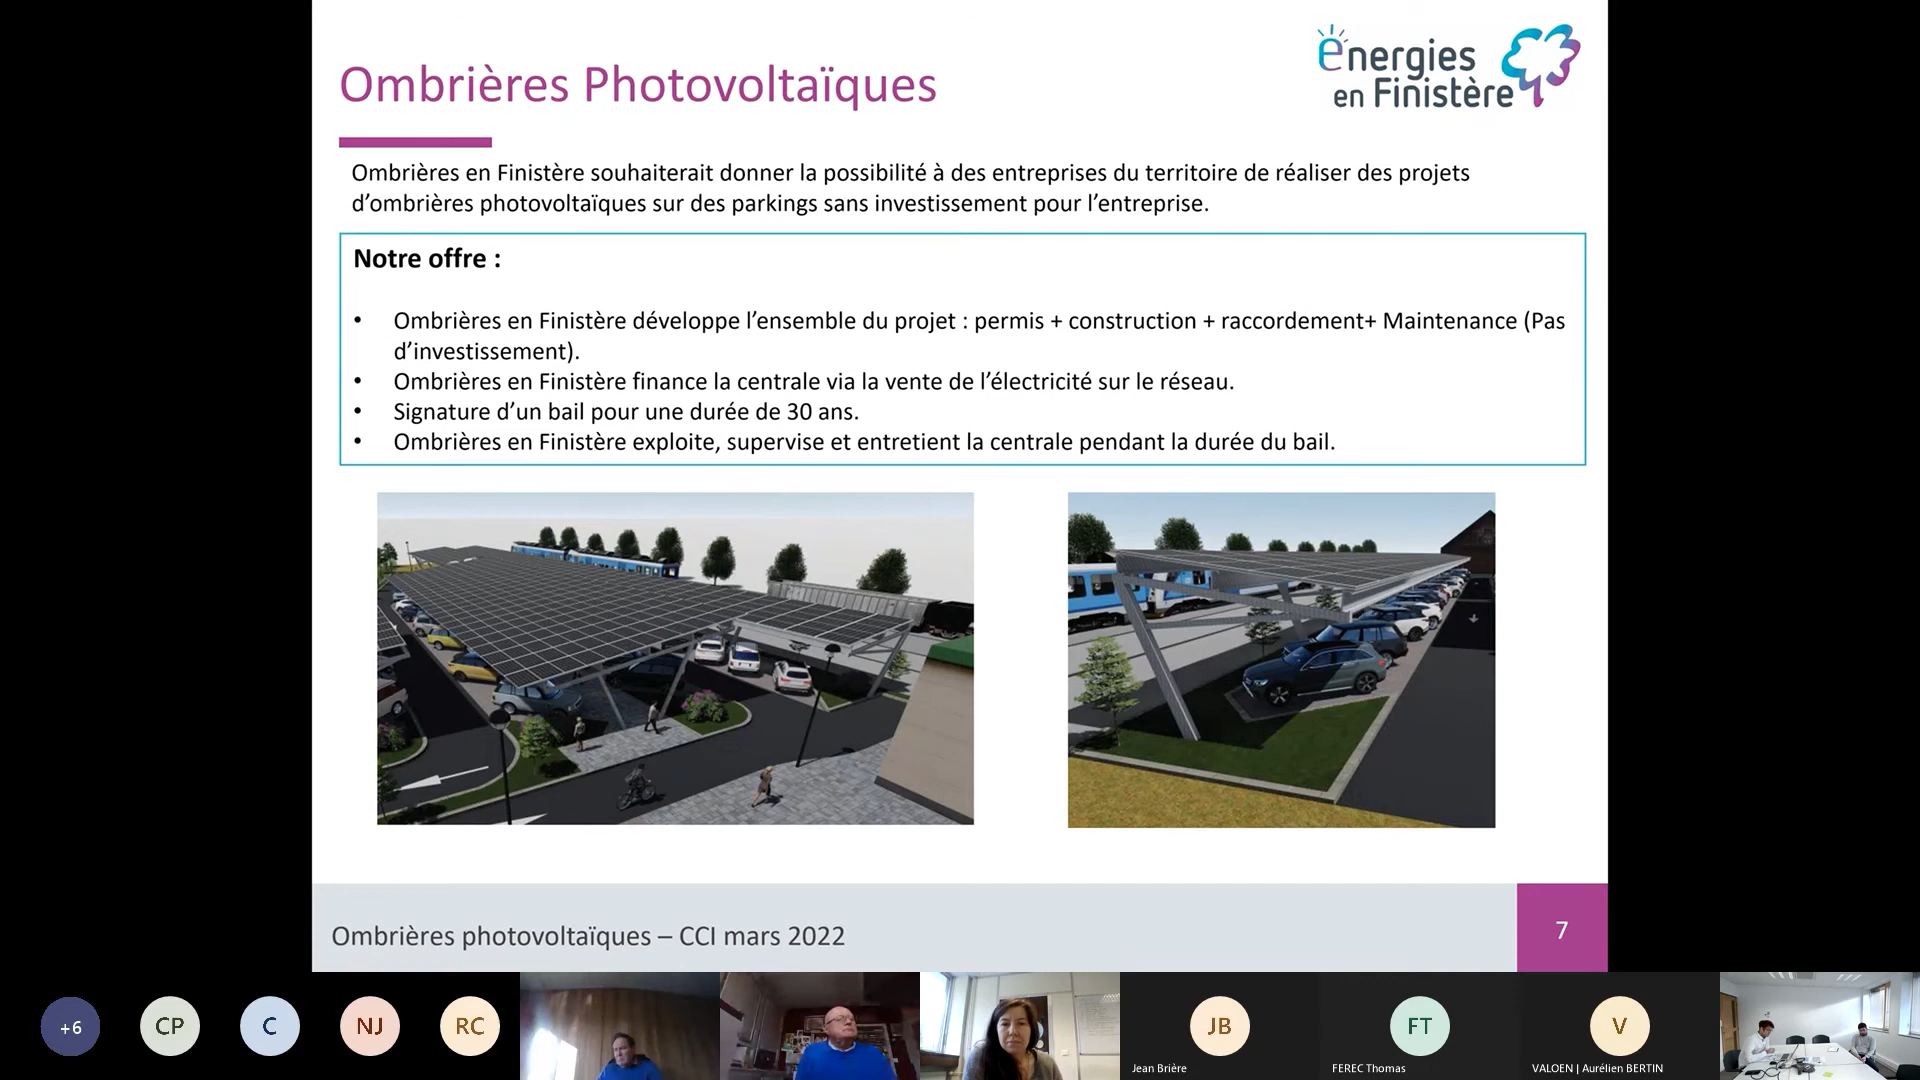 Ombrières Photovoltaïques
énergies
en Finistère
Ombrières en Finistère souhaiterait donner la possibilité à des entreprises du territoire de réaliser des projets
d’ombrières photovoltaïques sur des parkings sans investissement pour l’entreprise.
Notre offre :
• Ombrières en Finistère développe l’ensemble du projet : permis + construction + raccordement+ Maintenance (Pas
d’investissement).
• Ombrières en Finistère finance la centrale via la vente de l’électricité sur le réseau.
• Signature d’un bail pour une durée de 30 ans.
• Ombrières en Finistère exploite, supervise et entretient la centrale pendant la durée du bail.
Ombrières photovoltaïques – CCI mars 2022
7
+6
CP
C
NJ
RC
JB
FT
V
Jean Brière
FEREC Thomas
VALOEN | Aurélien BERTIN